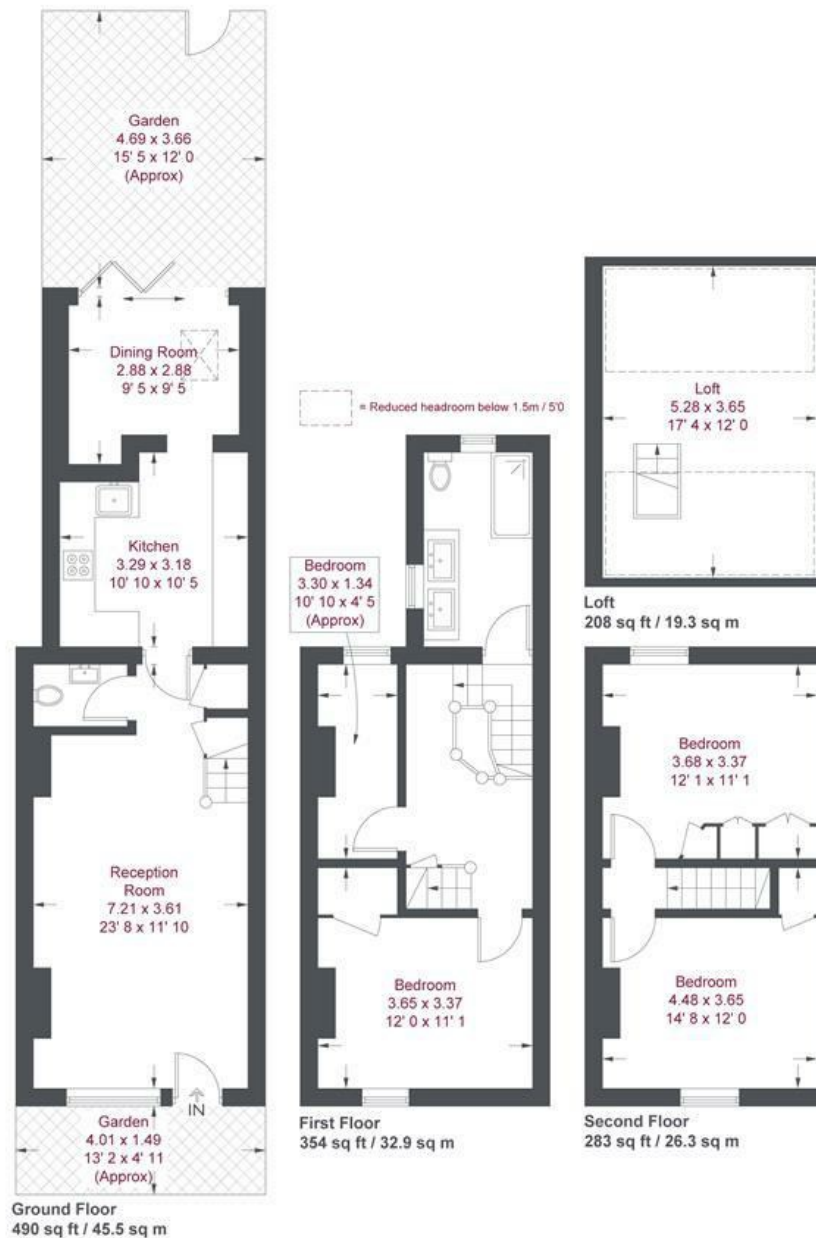 Garden
4.69 x 3.66
15' 5 x 12' 0
(Approx)
Dining Room
2.88 x 2.88
9' 5 x 9' 5
Kitchen
3.29 x 3.18
10' 10 x 10' 5
Reception
Room
7.21 x 3.61
23' 8 x 11' 10
IN
Garden
4.01 x 1.49
13' 2 x 4' 11
(Approx)
Ground Floor
490 sq ft / 45.5 sq m
= Reduced headroom below 1.5m / 5'0
Bedroom
3.30 x 1.34
10' 10 x 4' 5
(Approx)
Bedroom
3.65 x 3.37
12' 0 x 11' 1
First Floor
354 sq ft / 32.9 sq m
Loft
5.28 x 3.65
17' 4 x 12' 0
Loft
208 sq ft / 19.3 sq m
Bedroom
3.68 x 3.37
12' 1 x 11' 1
Bedroom
4.48 x 3.65
14' 8 x 12' 0
Second Floor
283 sq ft / 26.3 sq m